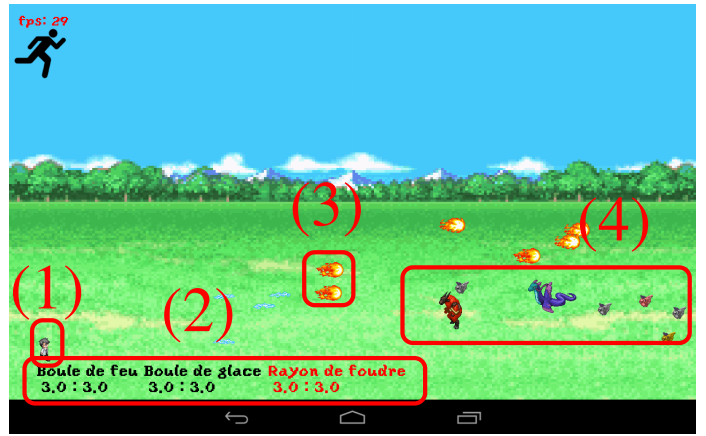 fps: 29
(3)
(4)
(1)
(2)
Boule de feu Boule de glace Rayon de foudre
3.0 : 3.0 3.0 : 3.0 3.0 : 3.0